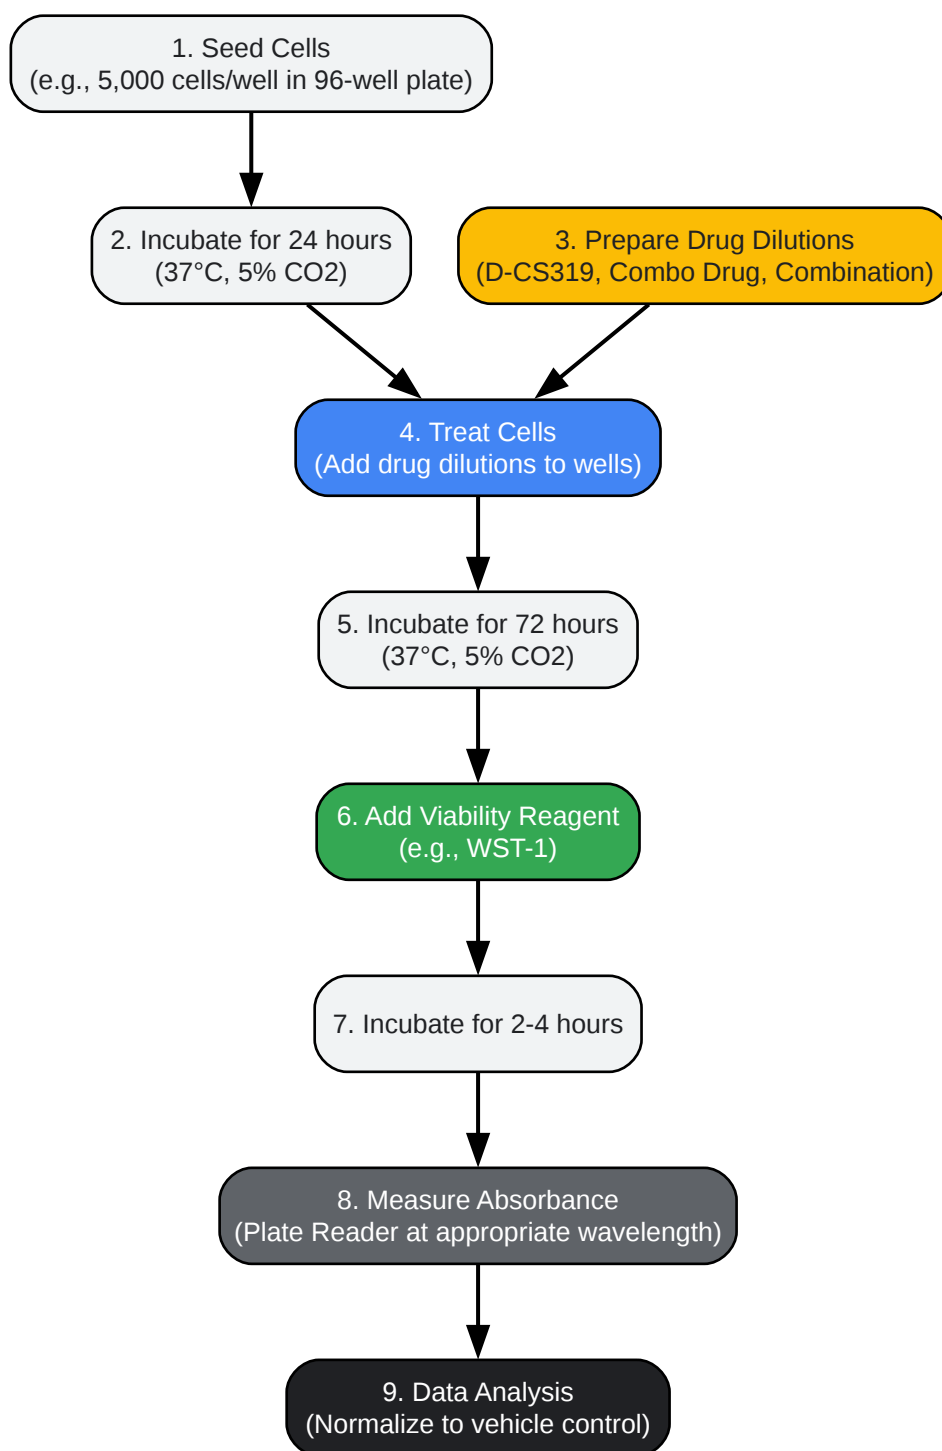 1. Seed Cells
(e.g., 5,000 cells/well in 96-well plate)
2. Incubate for 24 hours
(37°C, 5% CO2)
3. Prepare Drug Dilutions
(D-CS319, Combo Drug, Combination)
4. Treat Cells
(Add drug dilutions to wells)
5. Incubate for 72 hours
(37°C, 5% CO2)
6. Add Viability Reagent
(e.g., WST-1)
7. Incubate for 2-4 hours
8. Measure Absorbance
(Plate Reader at appropriate wavelength)
9. Data Analysis
(Normalize to vehicle control)